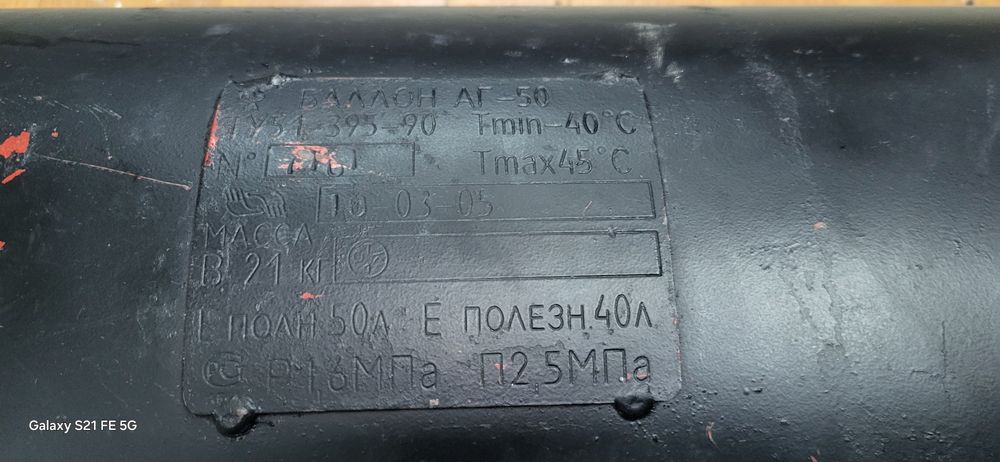 БАЛЛОН АГ-50
ТУ51-395-90 Tmin-40°C
N° Tmax45°C
10-03-05
МАССА
В 21 кг
Е ПОЛН.50л Е ПОЛЕЗН.40л
Р1,6МПа П2,5МПа
Galaxy S21 FE 5G